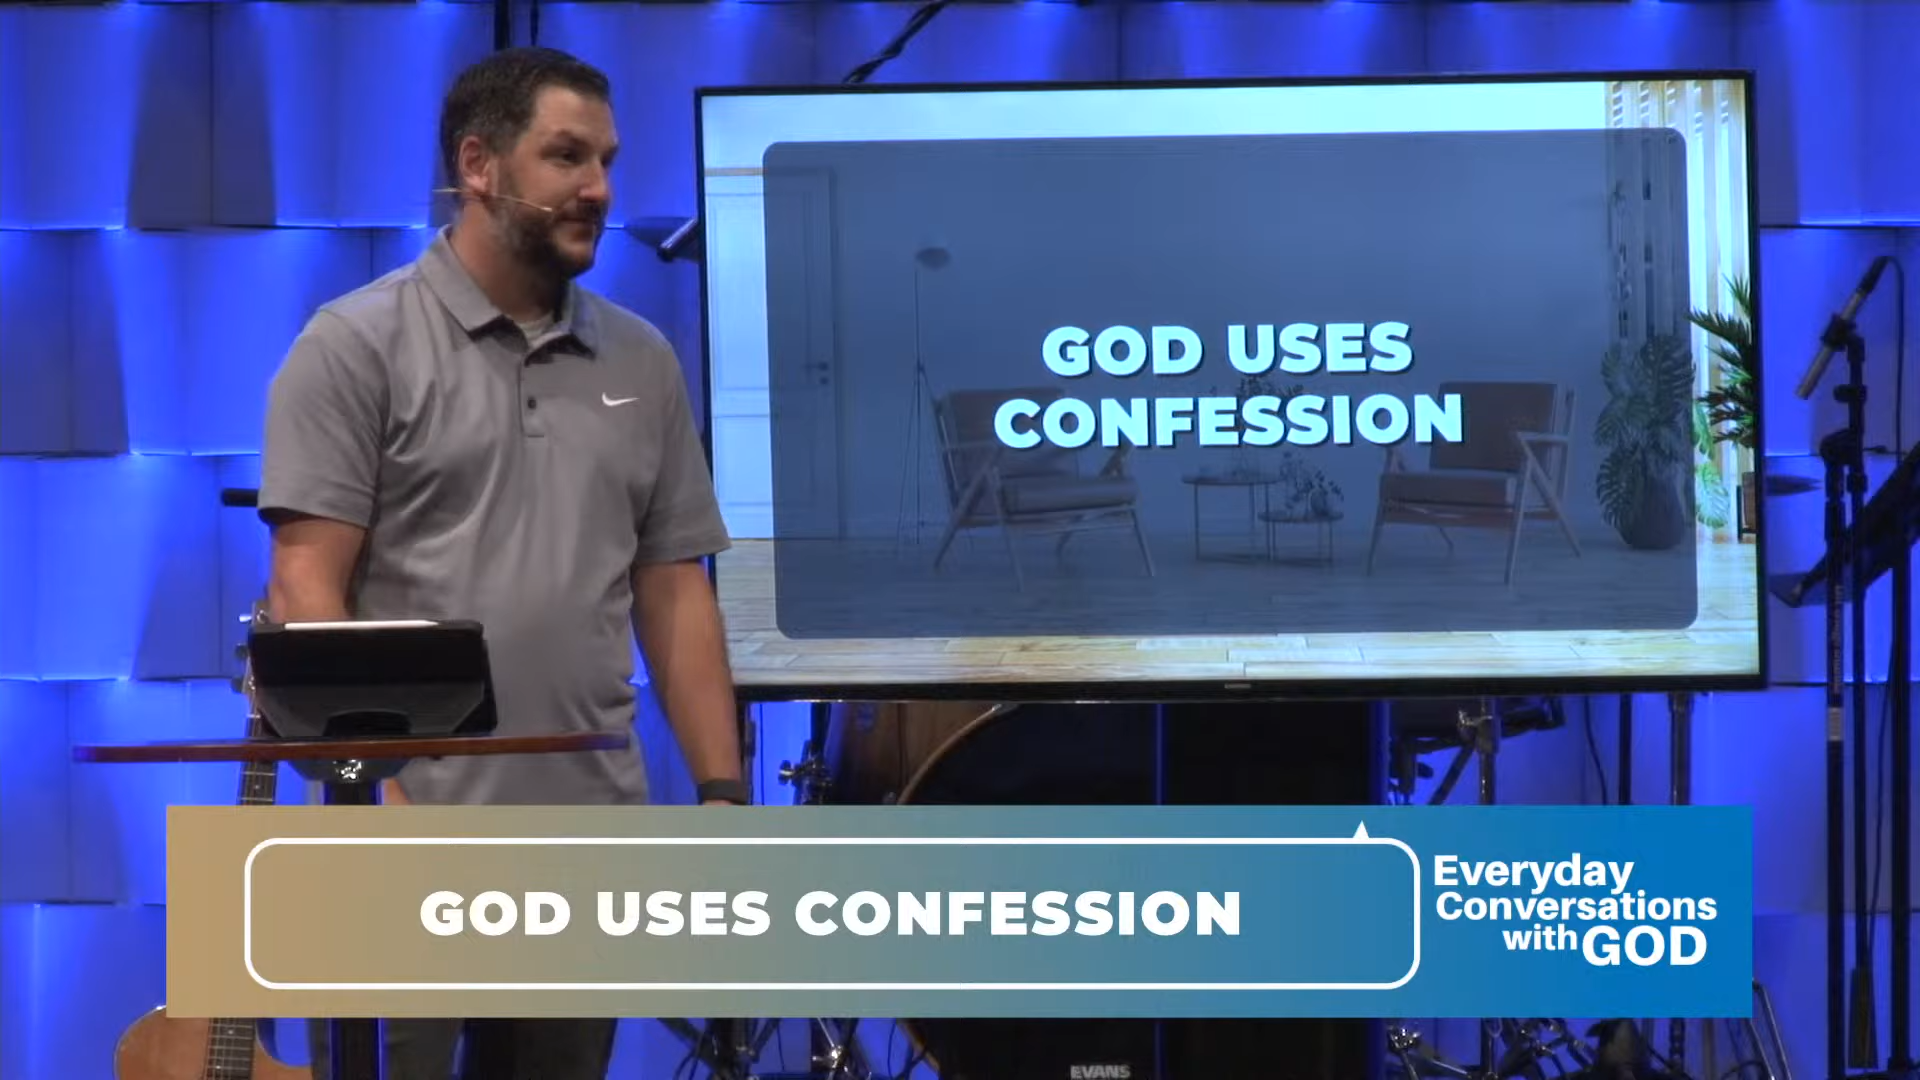 GOD USES
CONFESSION
GOD USES CONFESSION
Everyday
Conversations
with GOD
EVANS